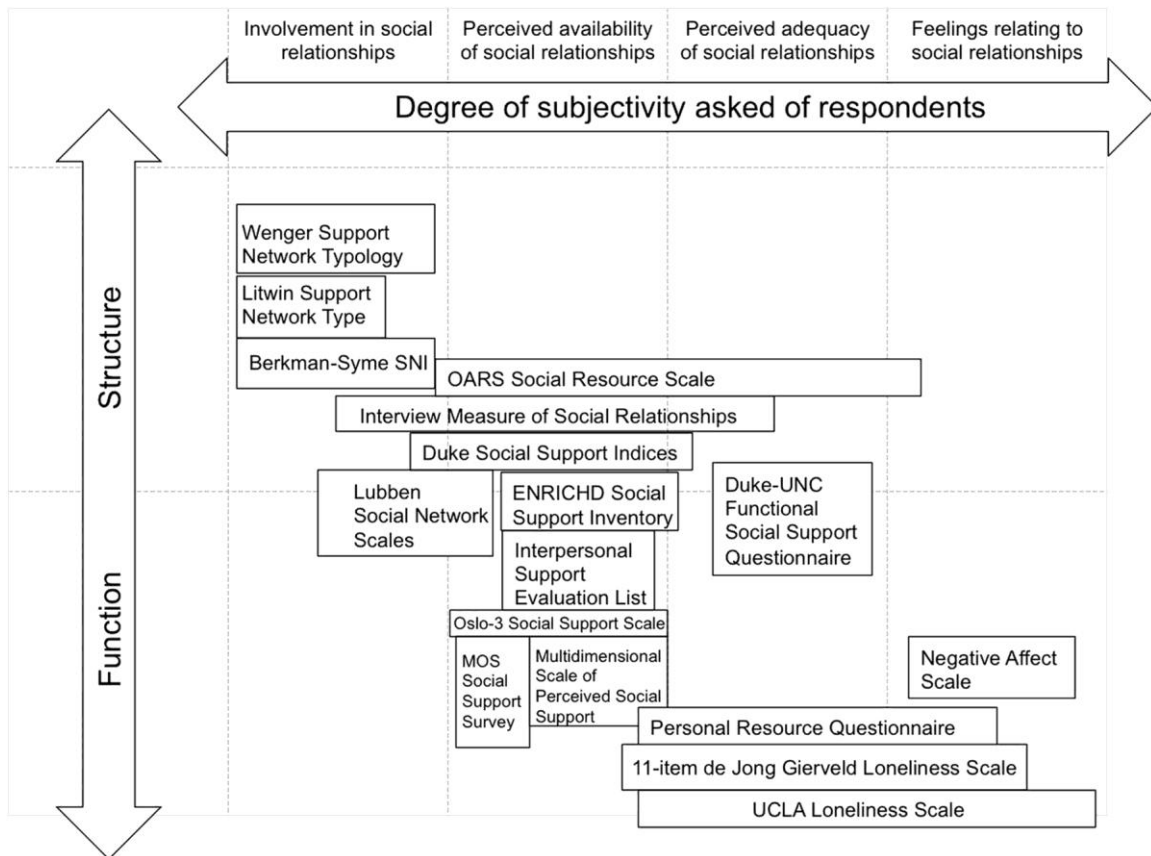 Involvement in social
relationships
Perceived availability
of social relationships
Perceived adequacy
of social relationships
Feelings relating to
social relationships
Degree of subjectivity asked of respondents
Structure
Function
Wenger Support
Network Typology
Litwin Support
Network Type
Berkman-Syme SNI
OARS Social Resource Scale
Interview Measure of Social Relationships
Duke Social Support Indices
Lubben
Social Network
Scales
ENRICHD Social
Support Inventory
Duke-UNC
Functional
Social Support
Questionnaire
Interpersonal
Support
Evaluation List
Oslo-3 Social Support Scale
MOS
Social
Support
Survey
Multidimensional
Scale of
Perceived Social
Support
Negative Affect
Scale
Personal Resource Questionnaire
11-item de Jong Gierveld Loneliness Scale
UCLA Loneliness Scale